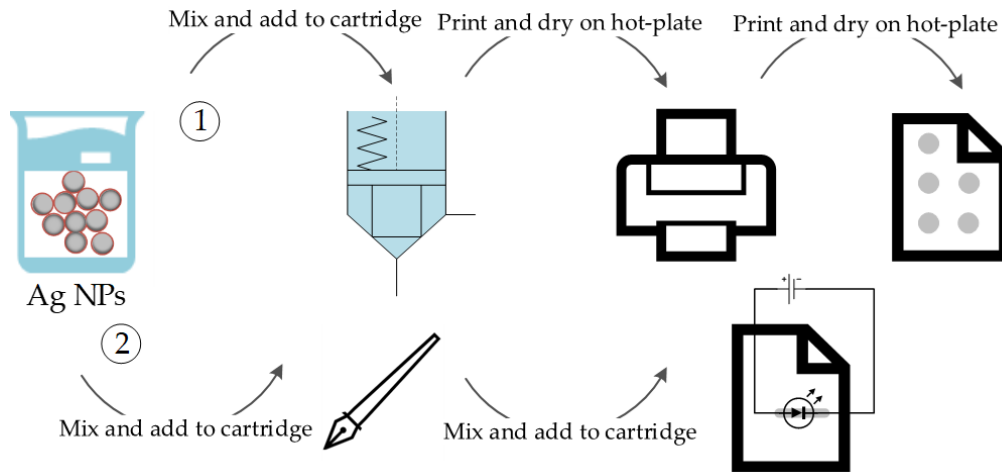 Mix and add to cartridge
Print and dry on hot-plate
Print and dry on hot-plate
1
Ag NPs
2
+
-
Mix and add to cartridge
Mix and add to cartridge